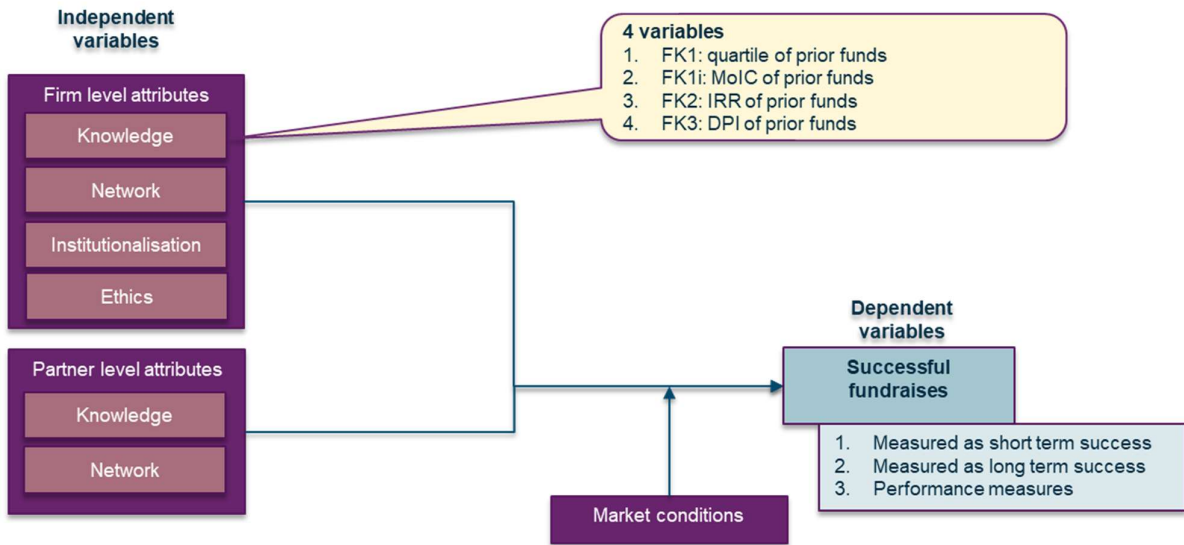 Independent
variables
4 variables
1. FK1: quartile of prior funds
2. FK1i: MoIC of prior funds
3. FK2: IRR of prior funds
4. FK3: DPI of prior funds
Firm level attributes
Knowledge
Network
Institutionalisation
Ethics
Partner level attributes
Knowledge
Network
Market conditions
Dependent
variables
Successful
fundraises
1. Measured as short term success
2. Measured as long term success
3. Performance measures